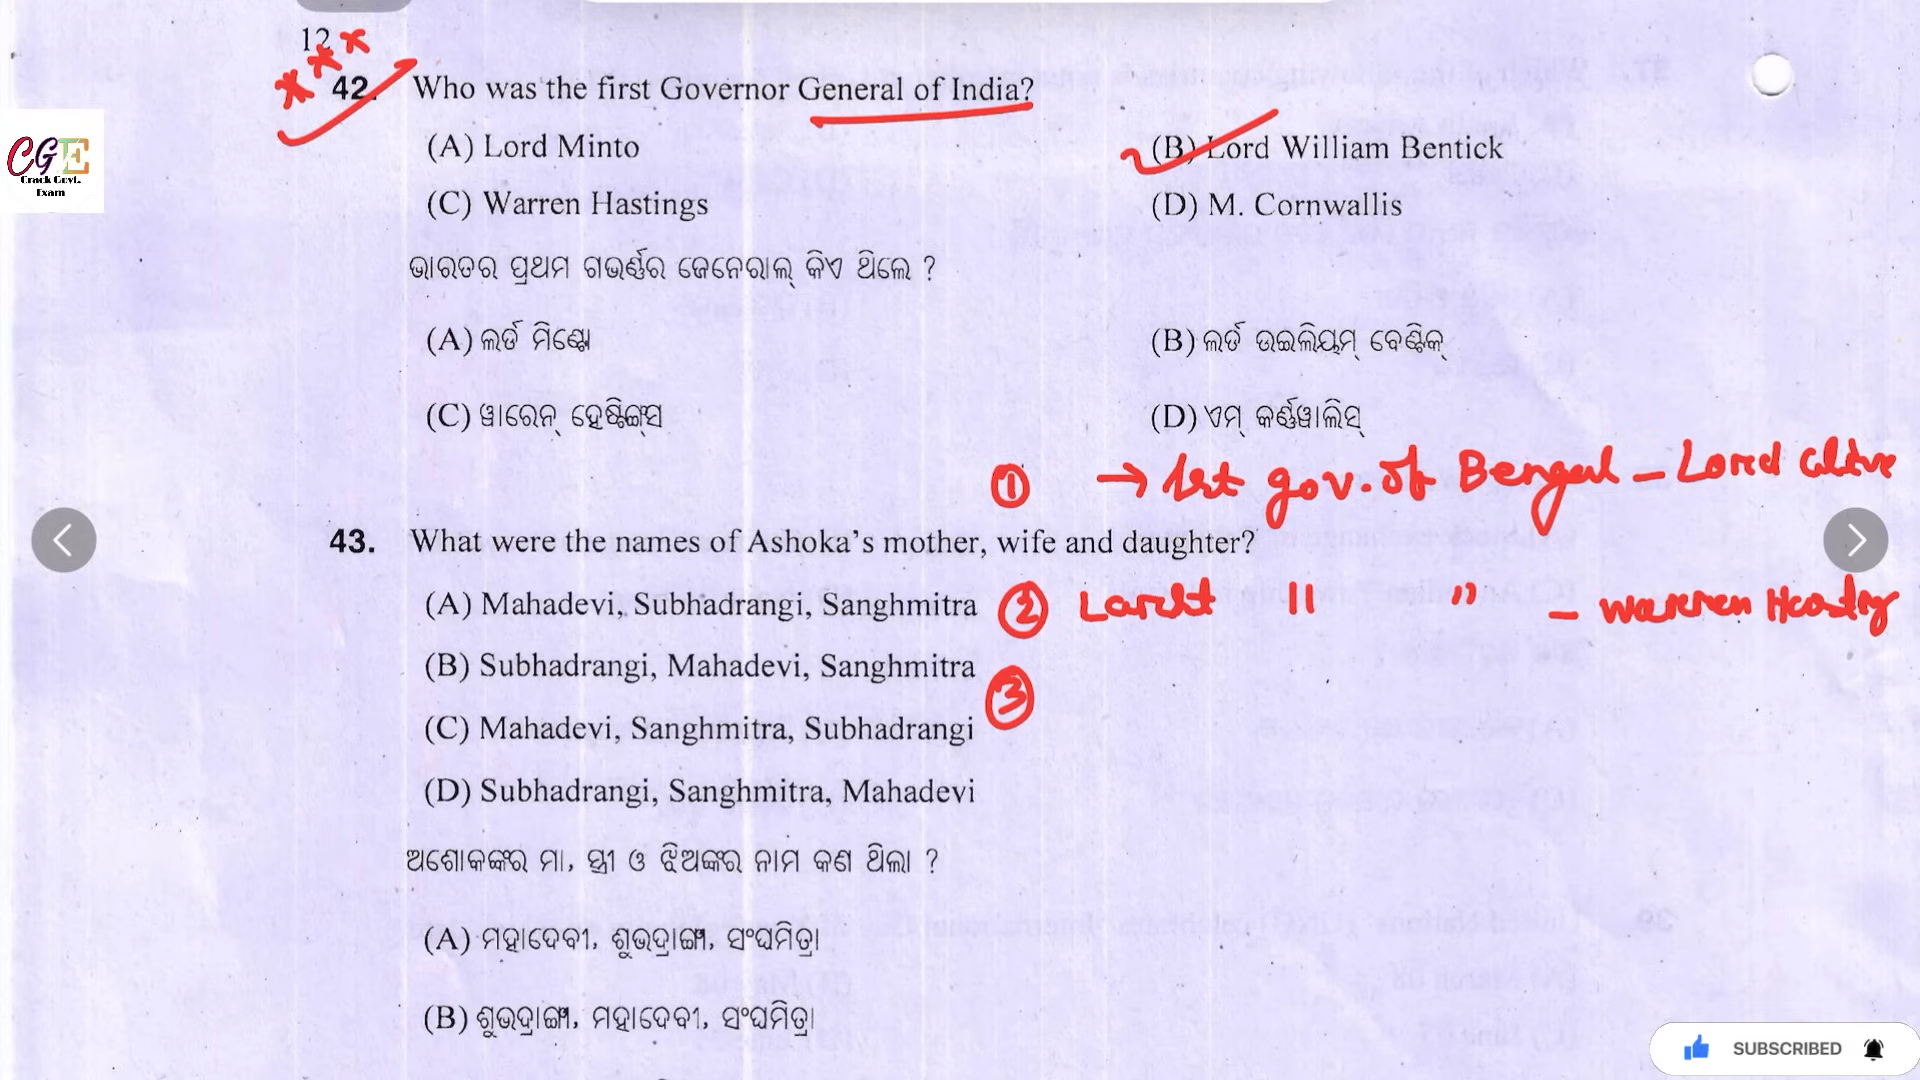 12
42. Who was the first Governor General of India?
(A) Lord Minto (B) Lord William Bentick
(C) Warren Hastings (D) M. Cornwallis
ଭାରତର ପ୍ରଥମ ଗଭର୍ଣ୍ଣର ଜେନେରାଲ୍ କିଏ ଥିଲେ ?
(A) ଲର୍ଡ ମିଣ୍ଟୋ (B) ଲର୍ଡ ଉଇଲିୟମ୍ ବେଣ୍ଟିକ୍
(C) ୱାରେନ୍ ହେଷ୍ଟିଙ୍ଗ୍ସ (D) ଏମ୍ କର୍ଣ୍ଣୱାଲିସ୍
① → 1st gov. of Bengal – Lord Clive
43. What were the names of Ashoka’s mother, wife and daughter?
(A) Mahadevi, Subhadrangi, Sanghmitra
② Last " " – Warren
(B) Subhadrangi, Mahadevi, Sanghmitra
③
(C) Mahadevi, Sanghmitra, Subhadrangi
(D) Subhadrangi, Sanghmitra, Mahadevi
ଅଶୋକଙ୍କର ମା, ସ୍ତ୍ରୀ ଓ ଝିଅଙ୍କର ନାମ କଣ ଥିଲା ?
(A) ମହାଦେବୀ, ଶୁଭଦ୍ରାଙ୍ଗୀ, ସଂଘମିତ୍ରା
(B) ଶୁଭଦ୍ରାଙ୍ଗୀ, ମହାଦେବୀ, ସଂଘମିତ୍ରା
CGE
Crack Govt.
Exam
SUBSCRIBED